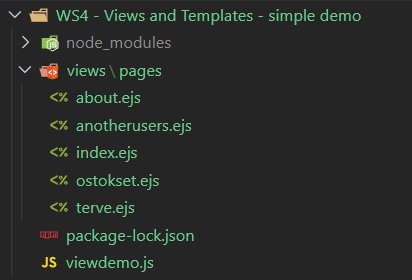 WS4 - Views and Templates - simple demo
node_modules
views \ pages
<% about.ejs
<% anotherusers.ejs
<% index.ejs
<% ostokset.ejs
<% terve.ejs
package-lock.json
JS viewdemo.js